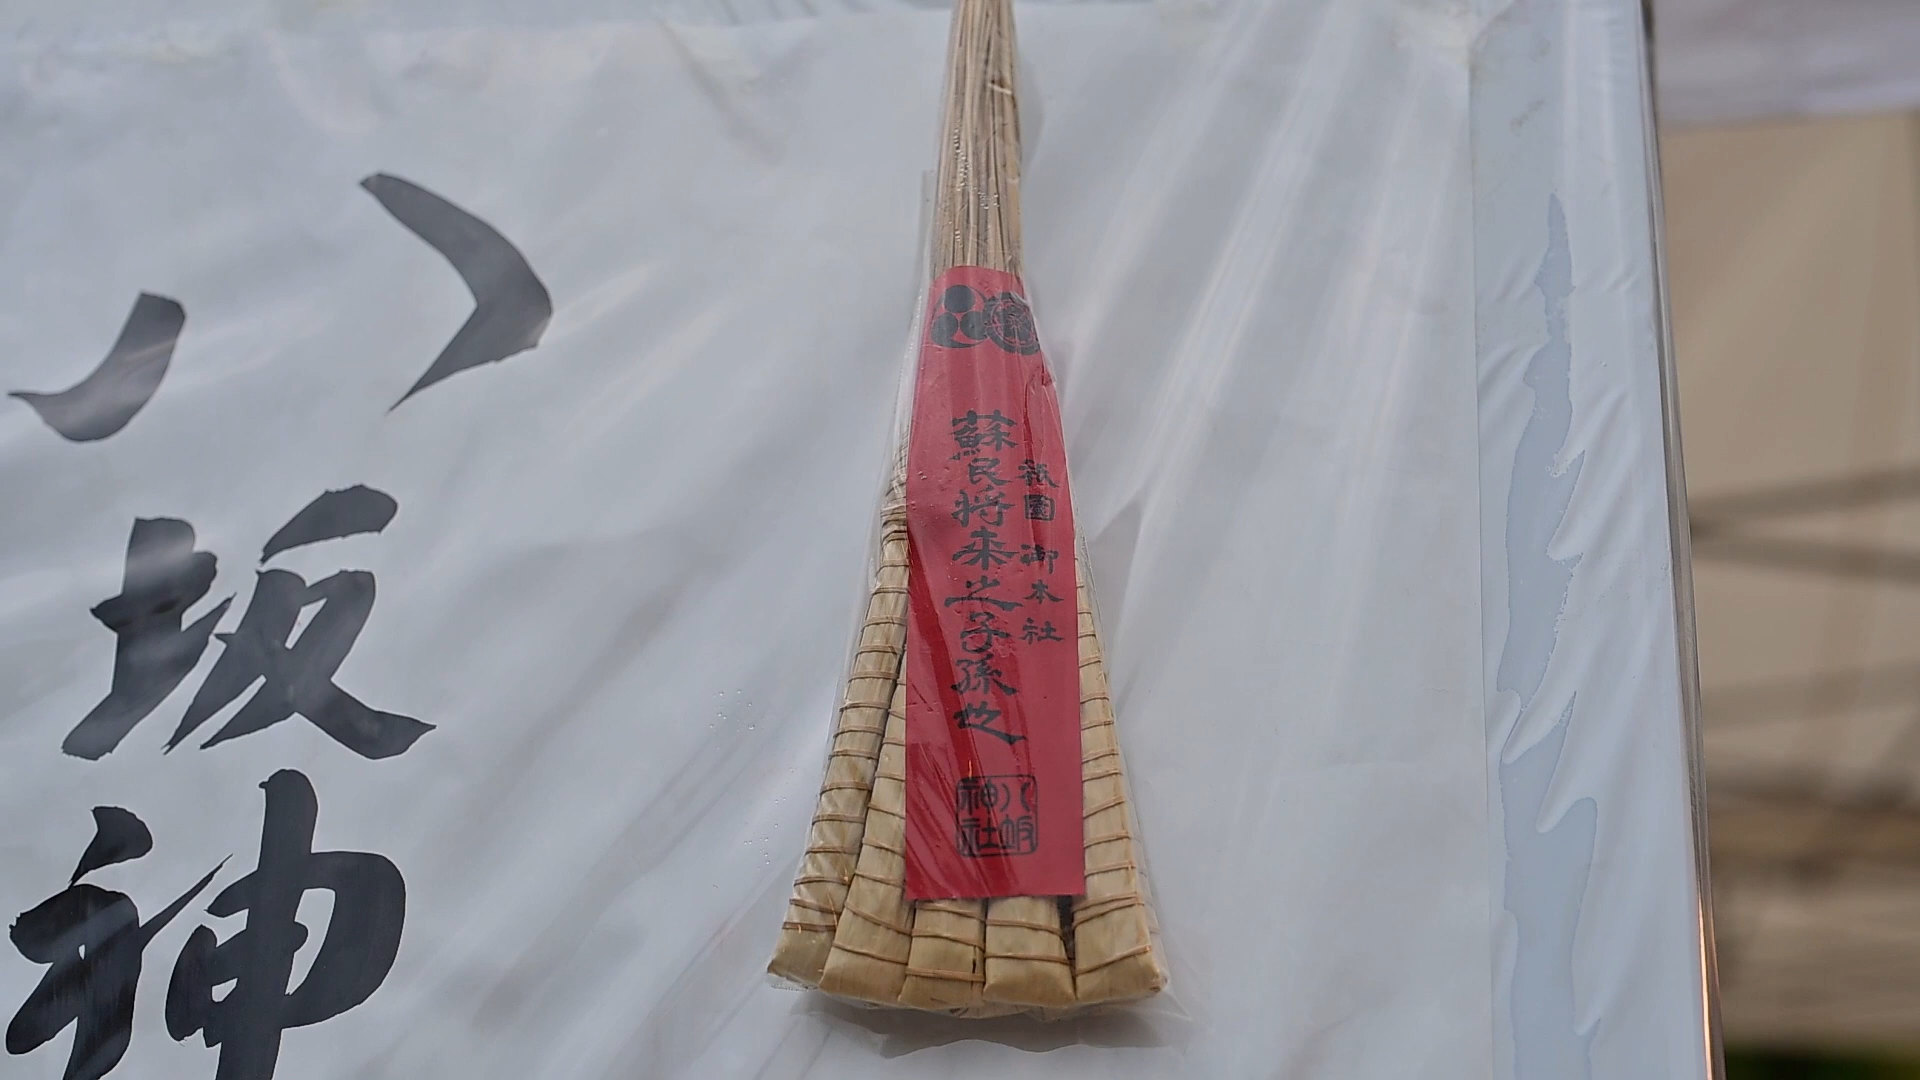 八坂神
祇園 御本社
蘇民将来之子孫也
八坂
神社